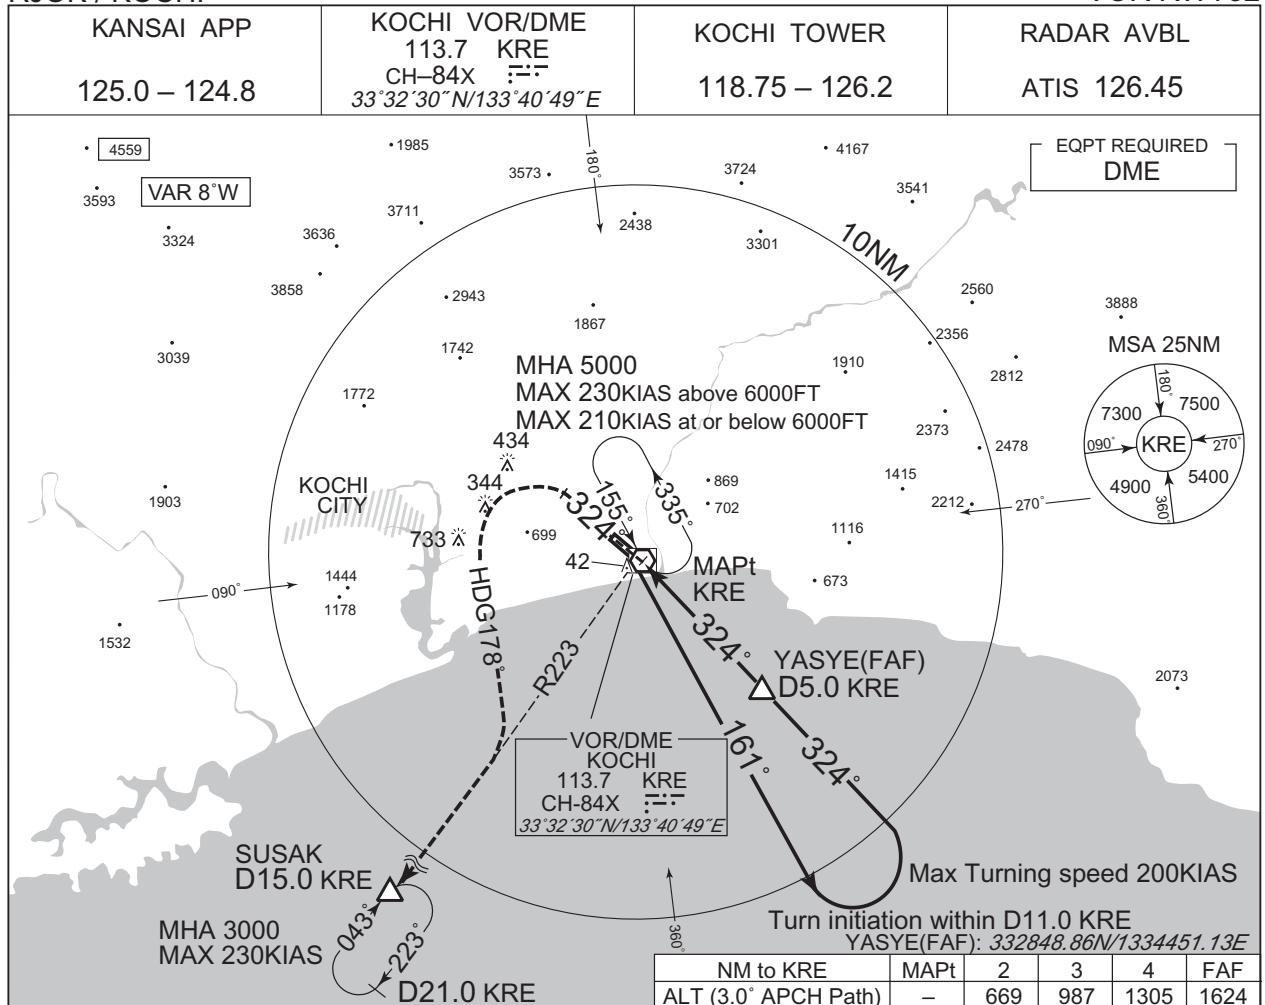 KANSAI APP
125.0 – 124.8
KOCHI VOR/DME
113.7 KRE
CH–84X
33°32´30˝N/133°40´49˝E
KOCHI TOWER
118.75 – 126.2
RADAR AVBL
ATIS 126.45
EQPT REQUIRED
DME
4559
VAR 8°W
3593
3324
1985
3573
180°
3724
4167
3541
3711
3636
2438
3301
10NM
3858
2943
1867
2560
3888
2356
3039
1742
1910
2812
MHA 5000
MAX 230KIAS above 6000FT
MAX 210KIAS at or below 6000FT
1772
2373
2478
MSA 25NM
180°
7300
7500
090°
KRE
270°
4900
5400
360°
434
344
733
KOCHI
CITY
1903
699
42
324°
155°
335°
869
702
1415
2212
270°
1116
673
MAPt
KRE
090°
1444
1178
1532
HDG178°
R223
324°
YASYE(FAF)
D5.0 KRE
2073
161°
324°
VOR/DME
KOCHI
113.7 KRE
CH-84X
33°32´30˝N/133°40´49˝E
SUSAK
D15.0 KRE
MHA 3000
MAX 230KIAS
043°
223°
D21.0 KRE
360°
Max Turning speed 200KIAS
Turn initiation within D11.0 KRE
YASYE(FAF): 332848.86N/1334451.13E
NM to KRE MAPt 2 3 4 FAF
ALT (3.0° APCH Path) – 669 987 1305 1624